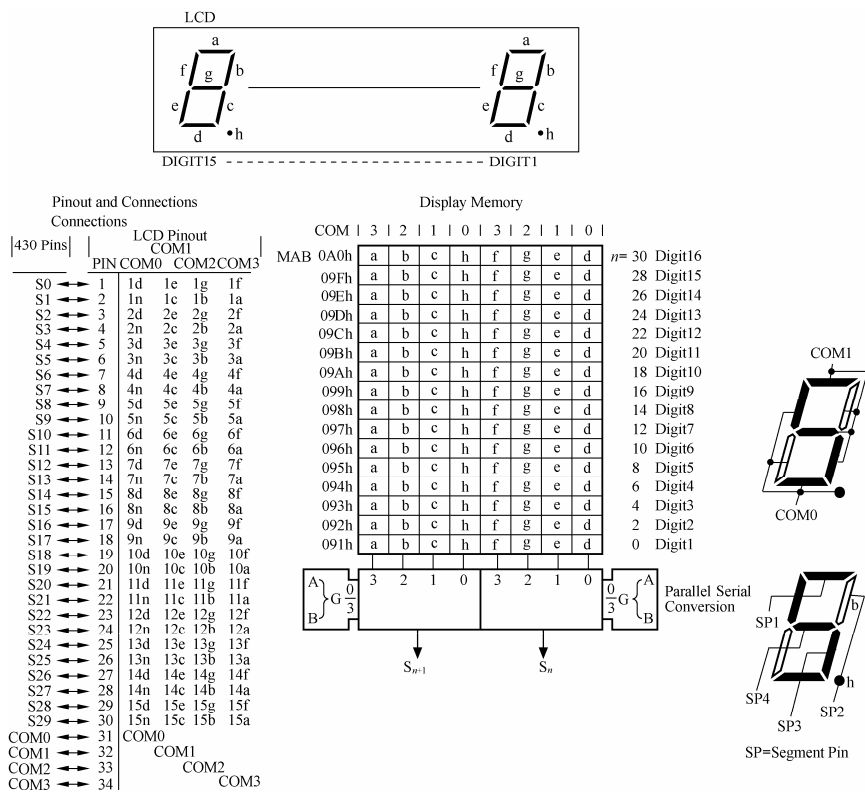 LCD
a a
f g b f g b
e c e c
d h d h
DIGIT15 DIGIT1
Pinout and Connections
Connections
430 Pins LCD Pinout
COM1
PIN COM0 COM2 COM3
S0 1 1d 1e 1g 1f
S1 2 1n 1c 1b 1a
S2 3 2d 2e 2g 2f
S3 4 2n 2c 2b 2a
S4 5 3d 3e 3g 3f
S5 6 3n 3c 3b 3a
S6 7 4d 4e 4g 4f
S7 8 4n 4c 4b 4a
S8 9 5d 5e 5g 5f
S9 10 5n 5c 5b 5a
S10 11 6d 6e 6g 6f
S11 12 6n 6c 6b 6a
S12 13 7d 7e 7g 7f
S13 14 7n 7c 7b 7a
S14 15 8d 8e 8g 8f
S15 16 8n 8c 8b 8a
S16 17 9d 9e 9g 9f
S17 18 9n 9c 9b 9a
S18 19 10d 10e 10g 10f
S19 20 10n 10c 10b 10a
S20 21 11d 11e 11g 11f
S21 22 11n 11c 11b 11a
S22 23 12d 12e 12g 12f
S23 24 12n 12c 12b 12a
S24 25 13d 13e 13g 13f
S25 26 13n 13c 13b 13a
S26 27 14d 14e 14g 14f
S27 28 14n 14c 14b 14a
S28 29 15d 15e 15g 15f
S29 30 15n 15c 15b 15a
COM0 31 COM0
COM1 32 COM1
COM2 33 COM2
COM3 34 COM3
Display Memory
COM 3 2 1 0 3 2 1 0
MAB 0A0h a b c h f g e d n= 30 Digit16
09Fh a b c h f g e d 28 Digit15
09Eh a b c h f g e d 26 Digit14
09Dh a b c h f g e d 24 Digit13
09Ch a b c h f g e d 22 Digit12
09Bh a b c h f g e d 20 Digit11
09Ah a b c h f g e d 18 Digit10
099h a b c h f g e d 16 Digit9
098h a b c h f g e d 14 Digit8
097h a b c h f g e d 12 Digit7
096h a b c h f g e d 10 Digit6
095h a b c h f g e d 8 Digit5
094h a b c h f g e d 6 Digit4
093h a b c h f g e d 4 Digit3
092h a b c h f g e d 2 Digit2
091h a b c h f g e d 0 Digit1
A B G 0 3 3 2 1 0 3 2 1 0 0 3 G A B
Parallel Serial
Conversion
Sn+1 Sn
COM1
COM0
SP1 b
h
SP4 SP2
SP3
SP=Segment Pin